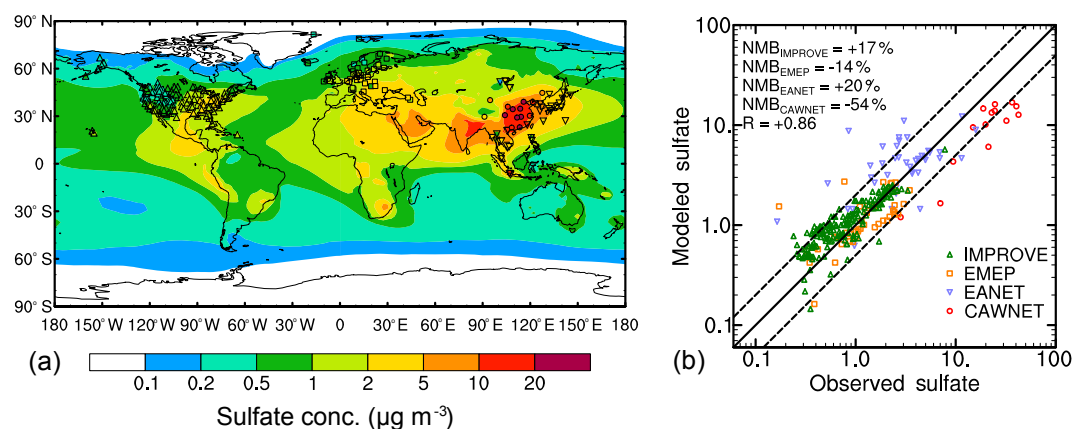 90° N
60° N
30° N
0
30° S
60° S
90° S
180 150° W 120° W 90° W 60° W 30° W 0 30° E 60° E 90° E 120° E 150° E 180
(a)
0.1 0.2 0.5 1 2 5 10 20
Sulfate conc. (µg m-3)
NMBIMPROVE = +17%
NMBEMEP = -14%
NMBEANET = +20%
NMBCAWNET = -54%
R = +0.86
100
10.
1.0
0.1
Modeled sulfate
IMPROVE
EMEP
EANET
CAWNET
0.1 1.0 10. 100
(b)
Observed sulfate